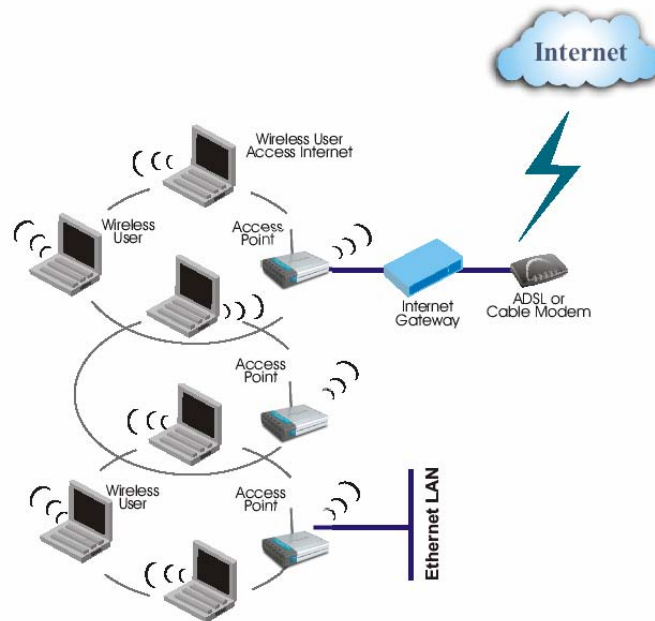 Internet
Wireless User
Access Internet
Wireless
User
Access
Point
Internet
Gateway
ADSL or
Cable Modem
Access
Point
Wireless
User
Access
Point
Ethernet LAN